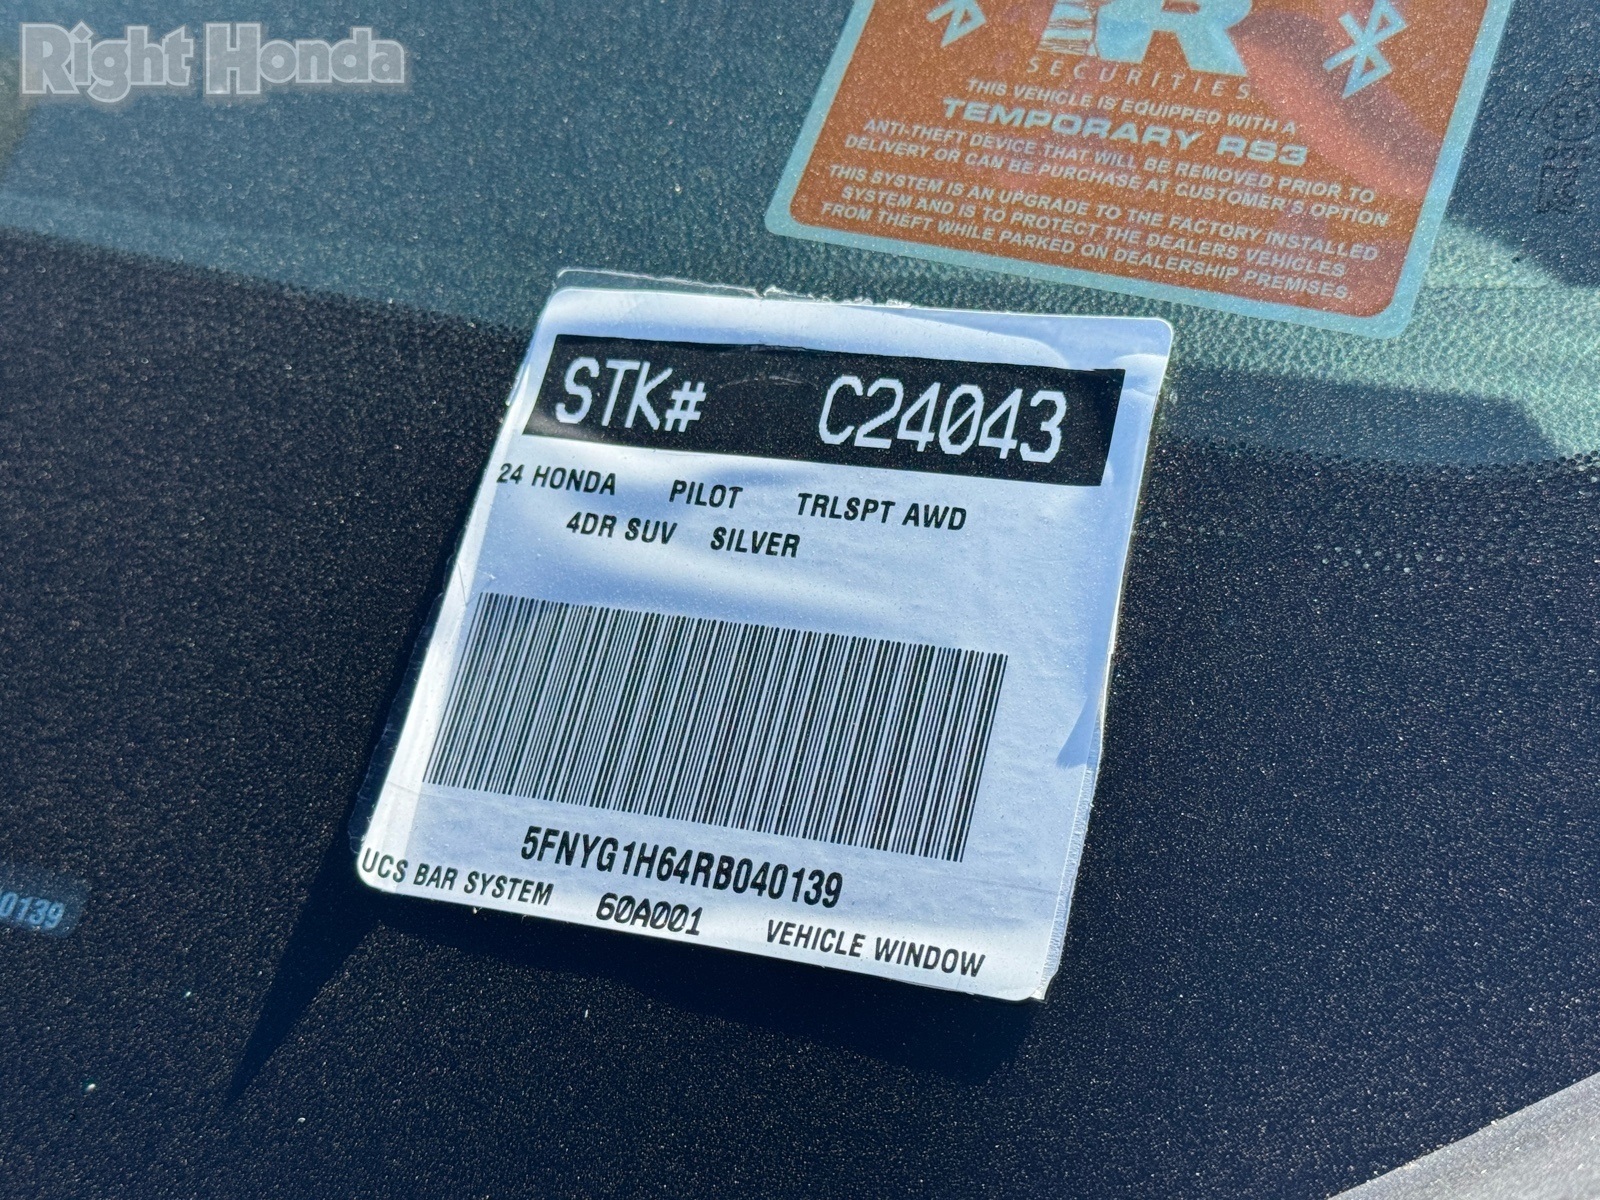 Right Honda
R
SECURITIES
THIS VEHICLE IS EQUIPPED WITH A
TEMPORARY RS3
ANTI-THEFT DEVICE THAT WILL BE REMOVED PRIOR TO
DELIVERY OR CAN BE PURCHASE AT CUSTOMER'S OPTION
THIS SYSTEM IS AN UPGRADE TO THE FACTORY INSTALLED
SYSTEM AND IS TO PROTECT THE DEALERS VEHICLES
FROM THEFT WHILE PARKED ON DEALERSHIP PREMISES
STK# C24043
24 HONDA PILOT TRLSPT AWD
4DR SUV SILVER
5FNYG1H64RB040139
UCS BAR SYSTEM 60A001 VEHICLE WINDOW
0139